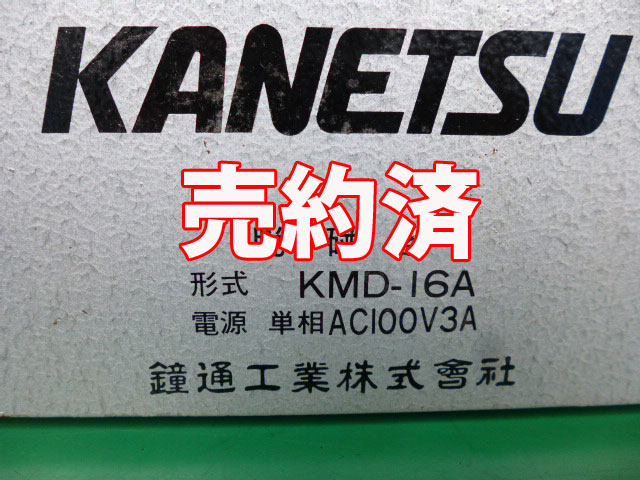 KANETSU
売約済
形式 KMD-16A
電源 単相AC100V3A
鐘通工業株式會社